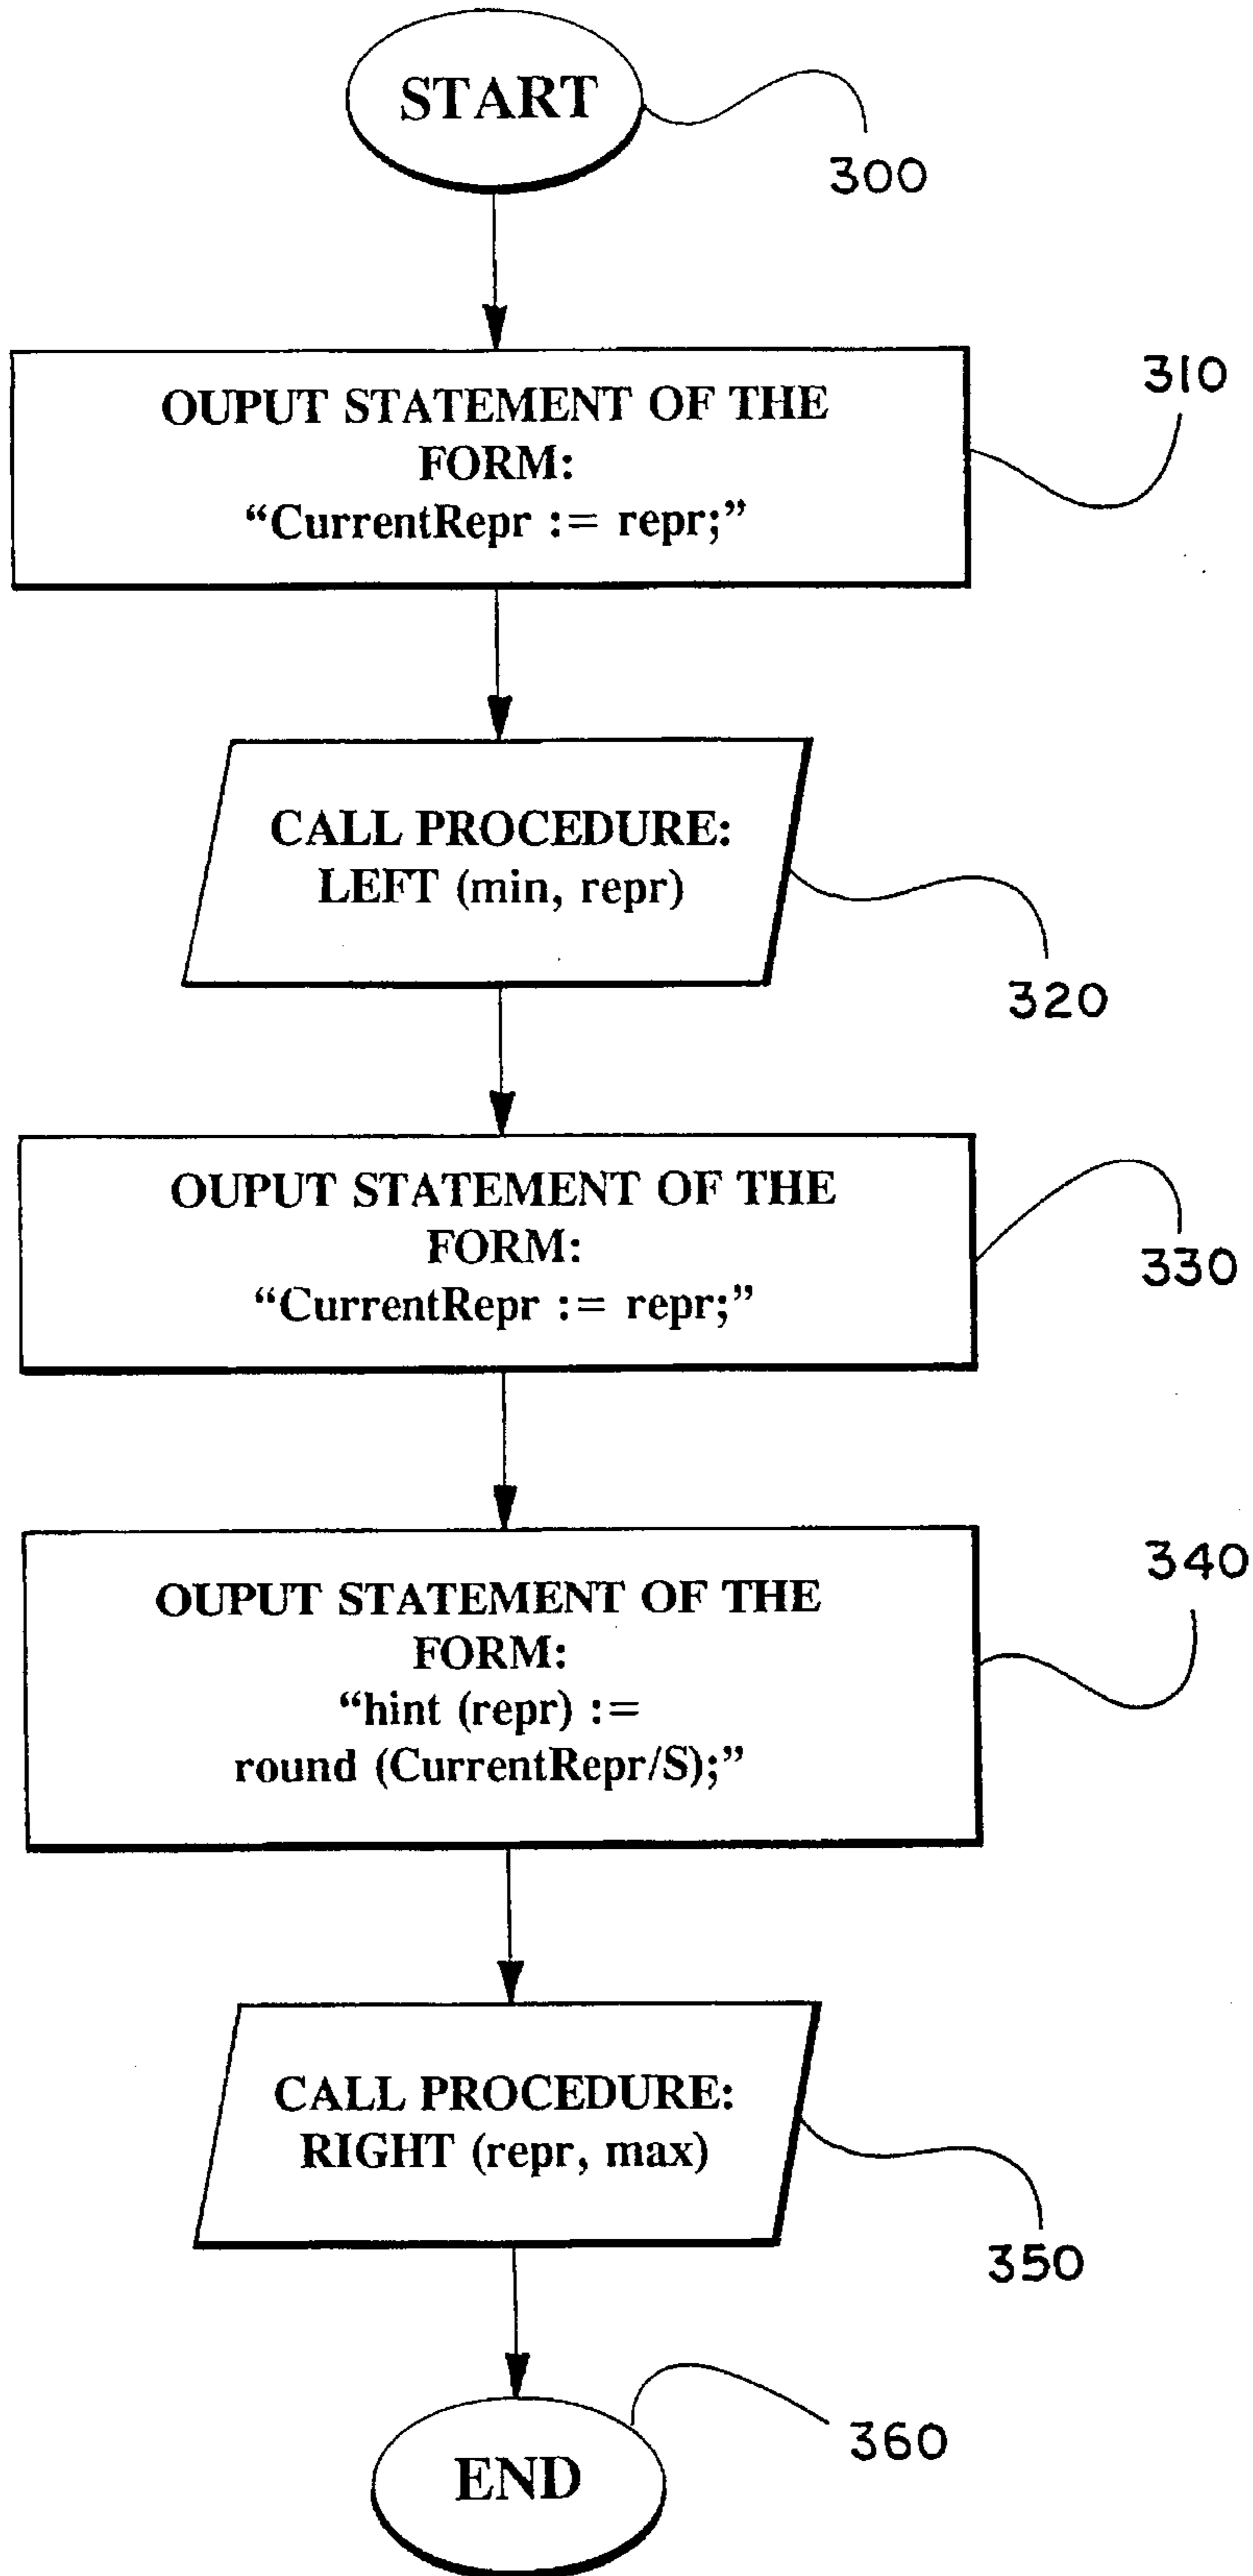 START
300
OUPUT STATEMENT OF THE
FORM:
“CurrentRepr := repr;”
310
CALL PROCEDURE:
LEFT (min, repr)
320
OUPUT STATEMENT OF THE
FORM:
“CurrentRepr := repr;”
330
OUPUT STATEMENT OF THE
FORM:
“hint (repr) :=
round (CurrentRepr/S);”
340
CALL PROCEDURE:
RIGHT (repr, max)
350
END
360